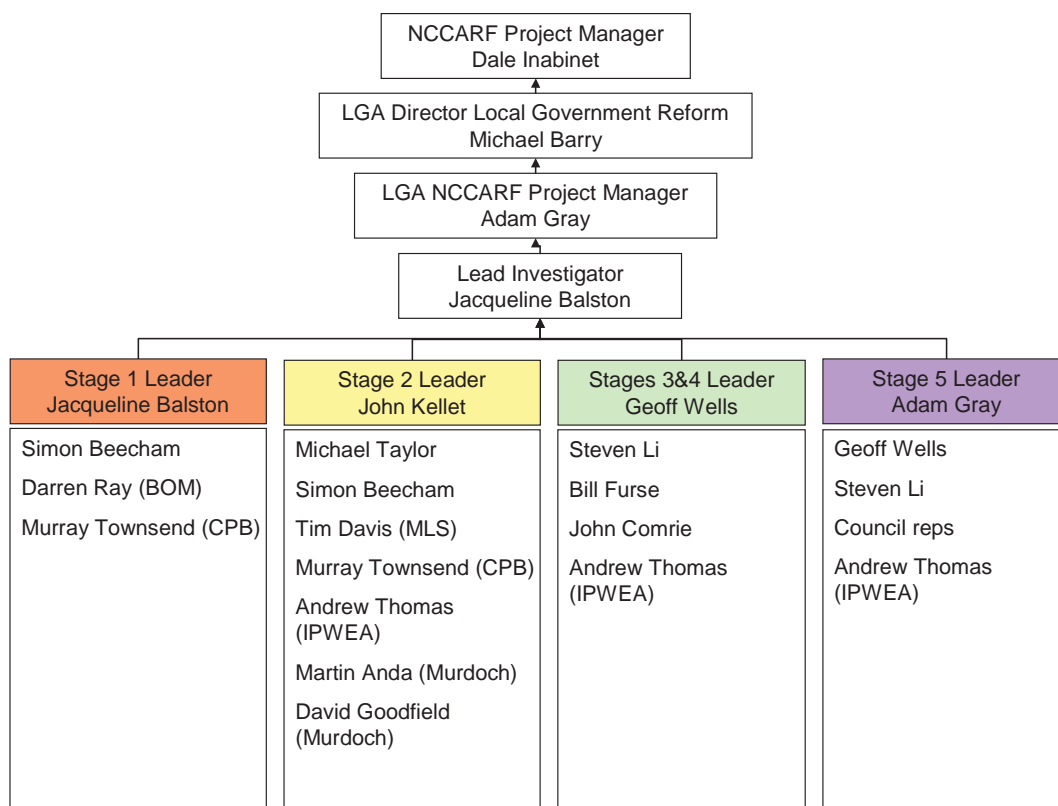 NCCARF Project Manager
Dale Inabinet
LGA Director Local Government Reform
Michael Barry
LGA NCCARF Project Manager
Adam Gray
Lead Investigator
Jacqueline Balston
Stage 1 Leader
Jacqueline Balston
Simon Beecham
Darren Ray (BOM)
Murray Townsend (CPB)
Stage 2 Leader
John Kellet
Michael Taylor
Simon Beecham
Tim Davis (MLS)
Murray Townsend (CPB)
Andrew Thomas
(IPWEA)
Martin Anda (Murdoch)
David Goodfield
(Murdoch)
Stages 3&4 Leader
Geoff Wells
Steven Li
Bill Furse
John Comrie
Andrew Thomas
(IPWEA)
Stage 5 Leader
Adam Gray
Geoff Wells
Steven Li
Council reps
Andrew Thomas
(IPWEA)